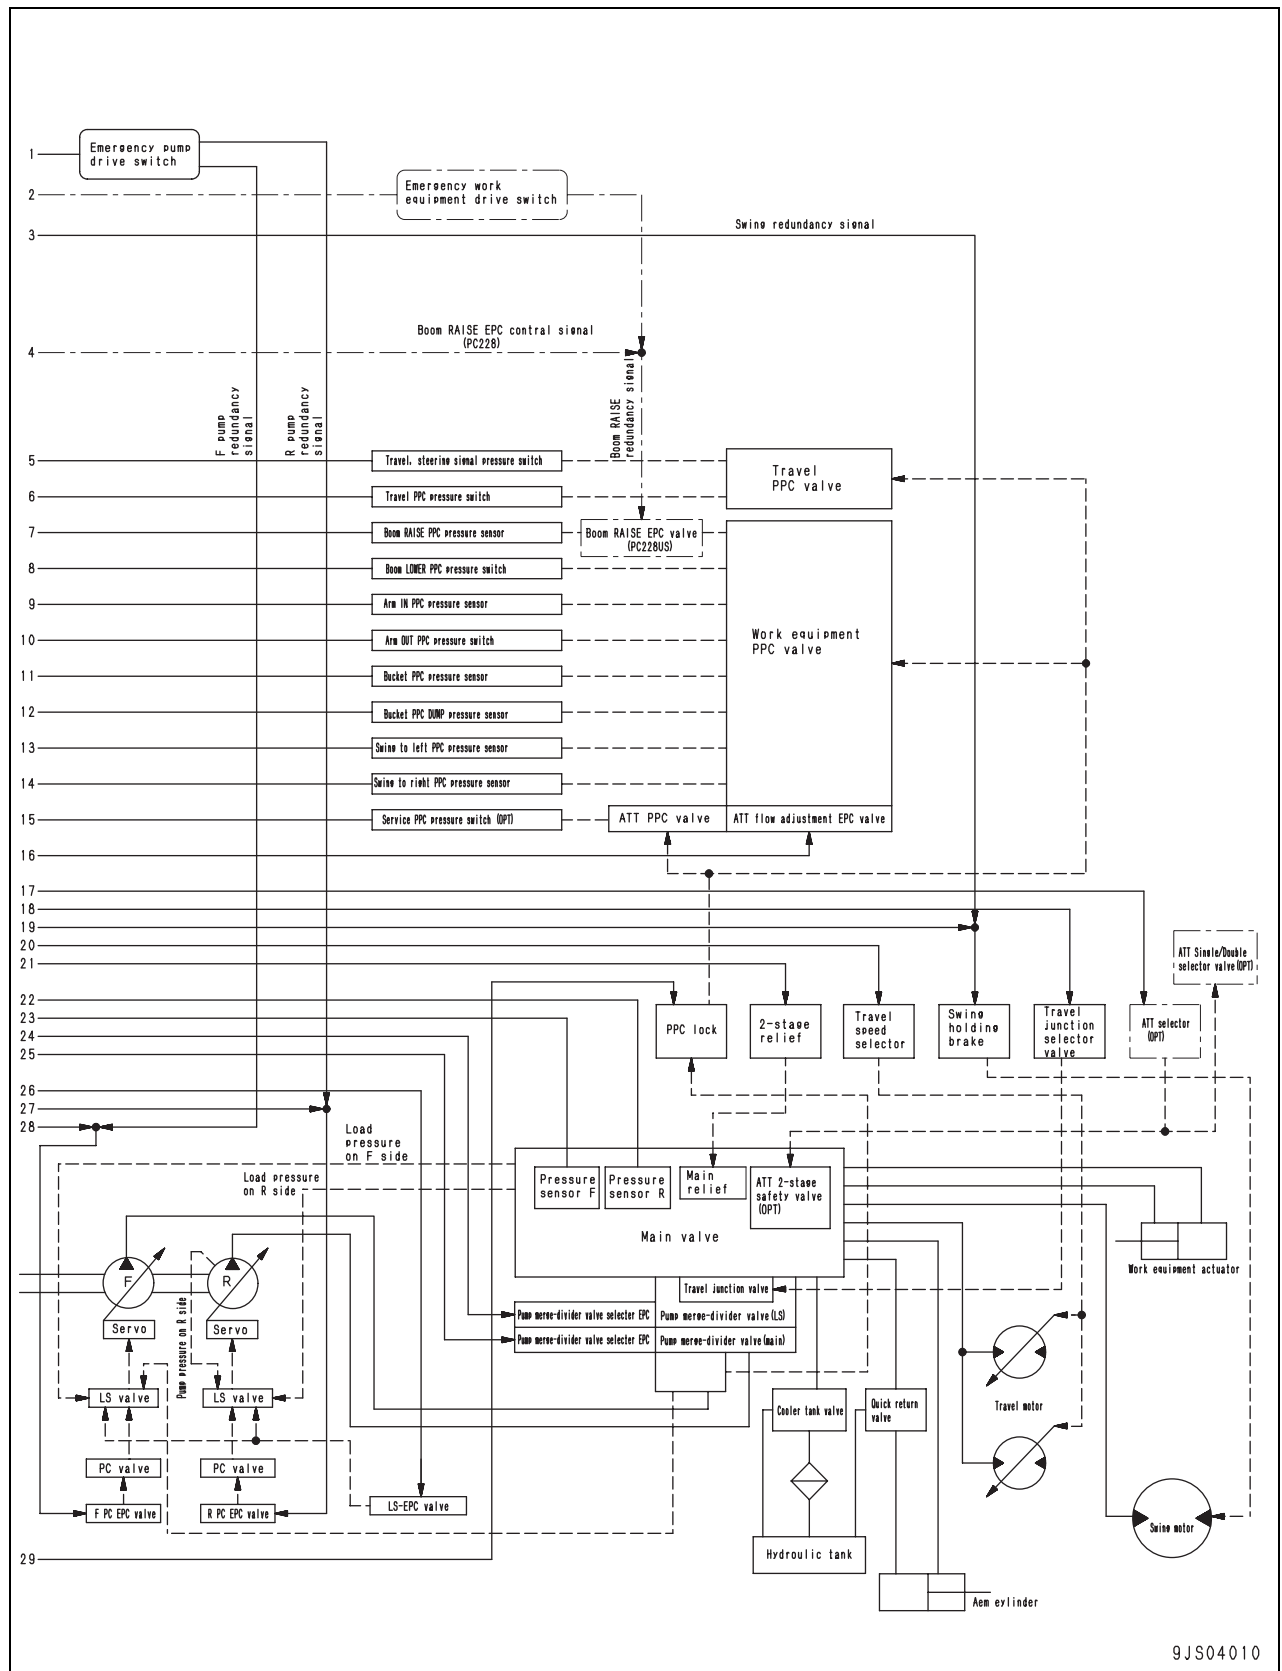 1
Emergency pump
drive switch
2
Emergency work
equipment drive switch
3
Swing redundancy signal
4
Boom RAISE EPC contral signal
(PC228)
F pump
redundancy
signal
R pump
redundancy
signal
Boom RAISE
redundancy signal
5
Travel, steering signal pressure switch
Travel
PPC valve
6
Travel PPC pressure switch
7
Boom RAISE PPC pressure sensor
Boom RAISE EPC valve
(PC228US)
8
Boom LOWER PPC pressure switch
9
Arm IN PPC pressure sensor
10
Arm OUT PPC pressure switch
Work equipment
PPC valve
11
Bucket PPC pressure sensor
12
Bucket PPC DUMP pressure sensor
13
Swing to left PPC pressure sensor
14
Swing to right PPC pressure sensor
15
Service PPC pressure switch (OPT)
ATT PPC valve
ATT flow adjustment EPC valve
16
17
18
19
20
21
22
23
24
25
26
27
28
ATT Single/Double
selector valve(OPT)
PPC lock
2-stage
relief
Travel
speed
selector
Swing
holding
brake
Travel
junction
selector
valve
ATT selector
(OPT)
Load
pressure
on F side
Load pressure
on R side
Pressure
sensor F
Pressure
sensor R
Main
relief
ATT 2-stage
safety valve
(OPT)
Main valve
Work equipment actuator
F
R
Servo
Servo
Pump pressure on R side
Travel junction valve
Pump merge-divider valve selecter EPC
Pump merge-divider valve(LS)
Pump merge-divider valve selecter EPC
Pump merge-divider valve(main)
LS valve
LS valve
Cooler tank valve
Quick return
valve
Travel motor
PC valve
PC valve
F PC EPC valve
R PC EPC valve
LS-EPC valve
Swing motor
29
Hydroulic tank
Aem eylinder
9JS04010